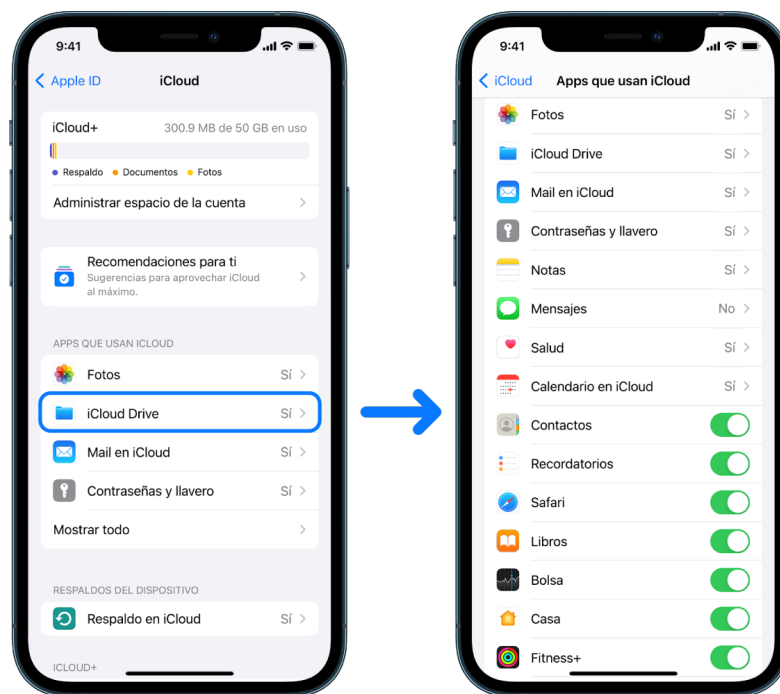 9:41
Apple ID
iCloud
iCloud+
300.9 MB de 50 GB en uso
Respaldo
Documentos
Fotos
Administrar espacio de la cuenta
Recomendaciones para ti
Sugerencias para aprovechar iCloud
al máximo.
APPS QUE USAN ICLOUD
Fotos
Sí
iCloud Drive
Sí
Mail en iCloud
Sí
Contraseñas y llavero
Sí
Mostrar todo
RESPALDOS DEL DISPOSITIVO
Respaldo en iCloud
Sí
ICLOUD+
9:41
iCloud
Apps que usan iCloud
Fotos
Sí
iCloud Drive
Sí
Mail en iCloud
Sí
Contraseñas y llavero
Sí
Notas
Sí
Mensajes
No
Salud
Sí
Calendario en iCloud
Sí
Contactos
Recordatorios
Safari
Libros
Bolsa
Casa
Fitness+